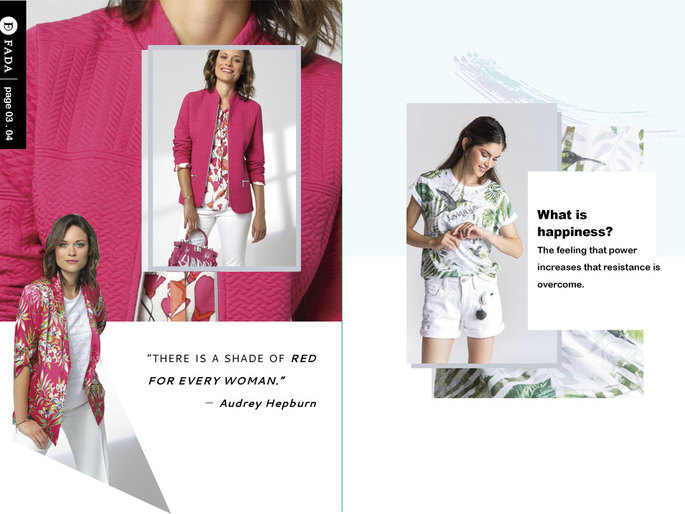 FADA
page 03 . 04
“THERE IS A SHADE OF RED
FOR EVERY WOMAN.”
— Audrey Hepburn
What is
happiness?
The feeling that power
increases that resistance is
overcome.